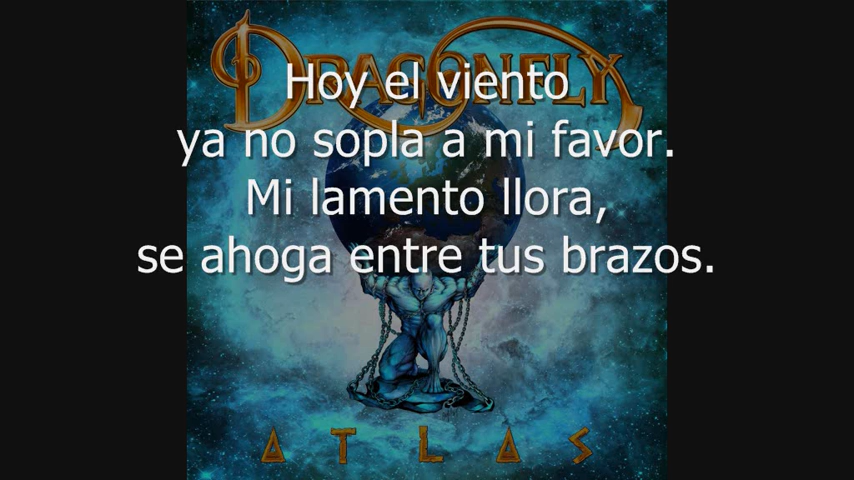 DRAGONFLY
Hoy el viento
ya no sopla a mi favor.
Mi lamento llora,
se ahoga entre tus brazos.
ATLAS